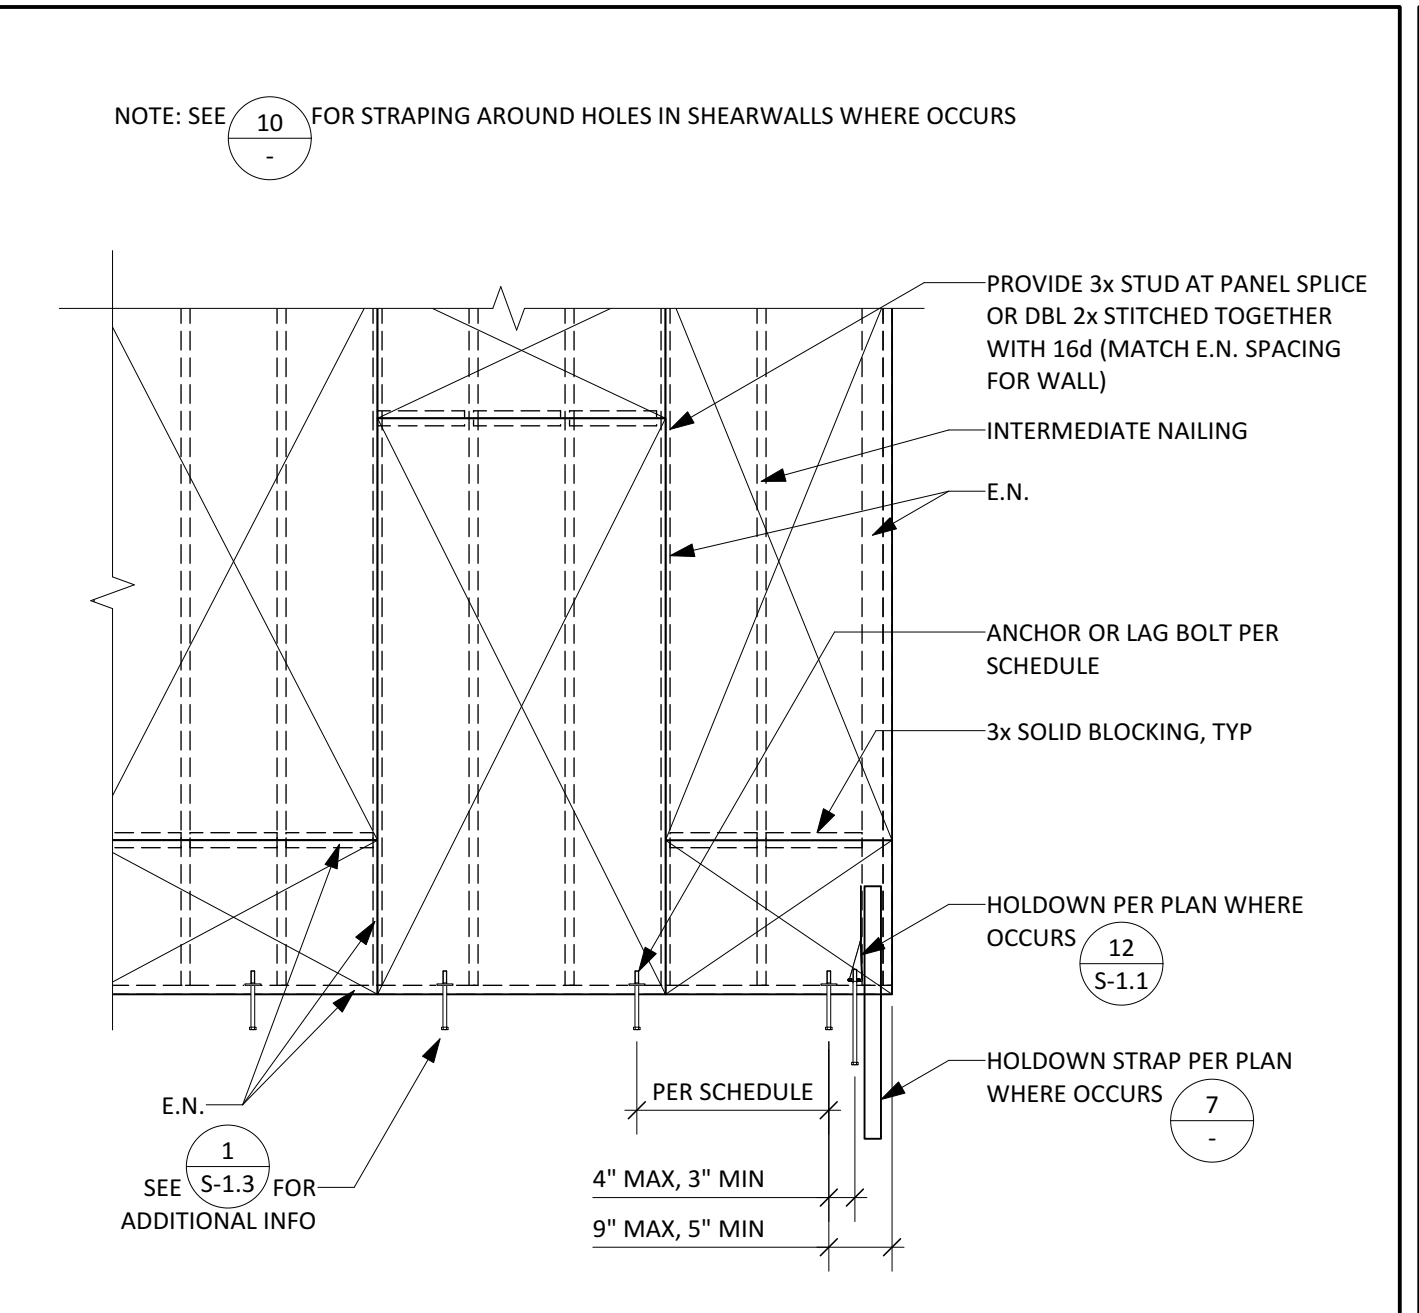 NOTE: SEE 10 FOR STRAPING AROUND HOLES IN SHEARWALLS WHERE OCCURS
-
PROVIDE 3x STUD AT PANEL SPLICE
OR DBL 2x STITCHED TOGETHER
WITH 16d (MATCH E.N. SPACING
FOR WALL)
INTERMEDIATE NAILING
E.N.
ANCHOR OR LAG BOLT PER
SCHEDULE
3x SOLID BLOCKING, TYP
HOLDOWN PER PLAN WHERE
OCCURS 12
S-1.1
HOLDOWN STRAP PER PLAN
WHERE OCCURS 7
-
E.N.
1
SEE S-1.3 FOR
ADDITIONAL INFO
PER SCHEDULE
4" MAX, 3" MIN
9" MAX, 5" MIN